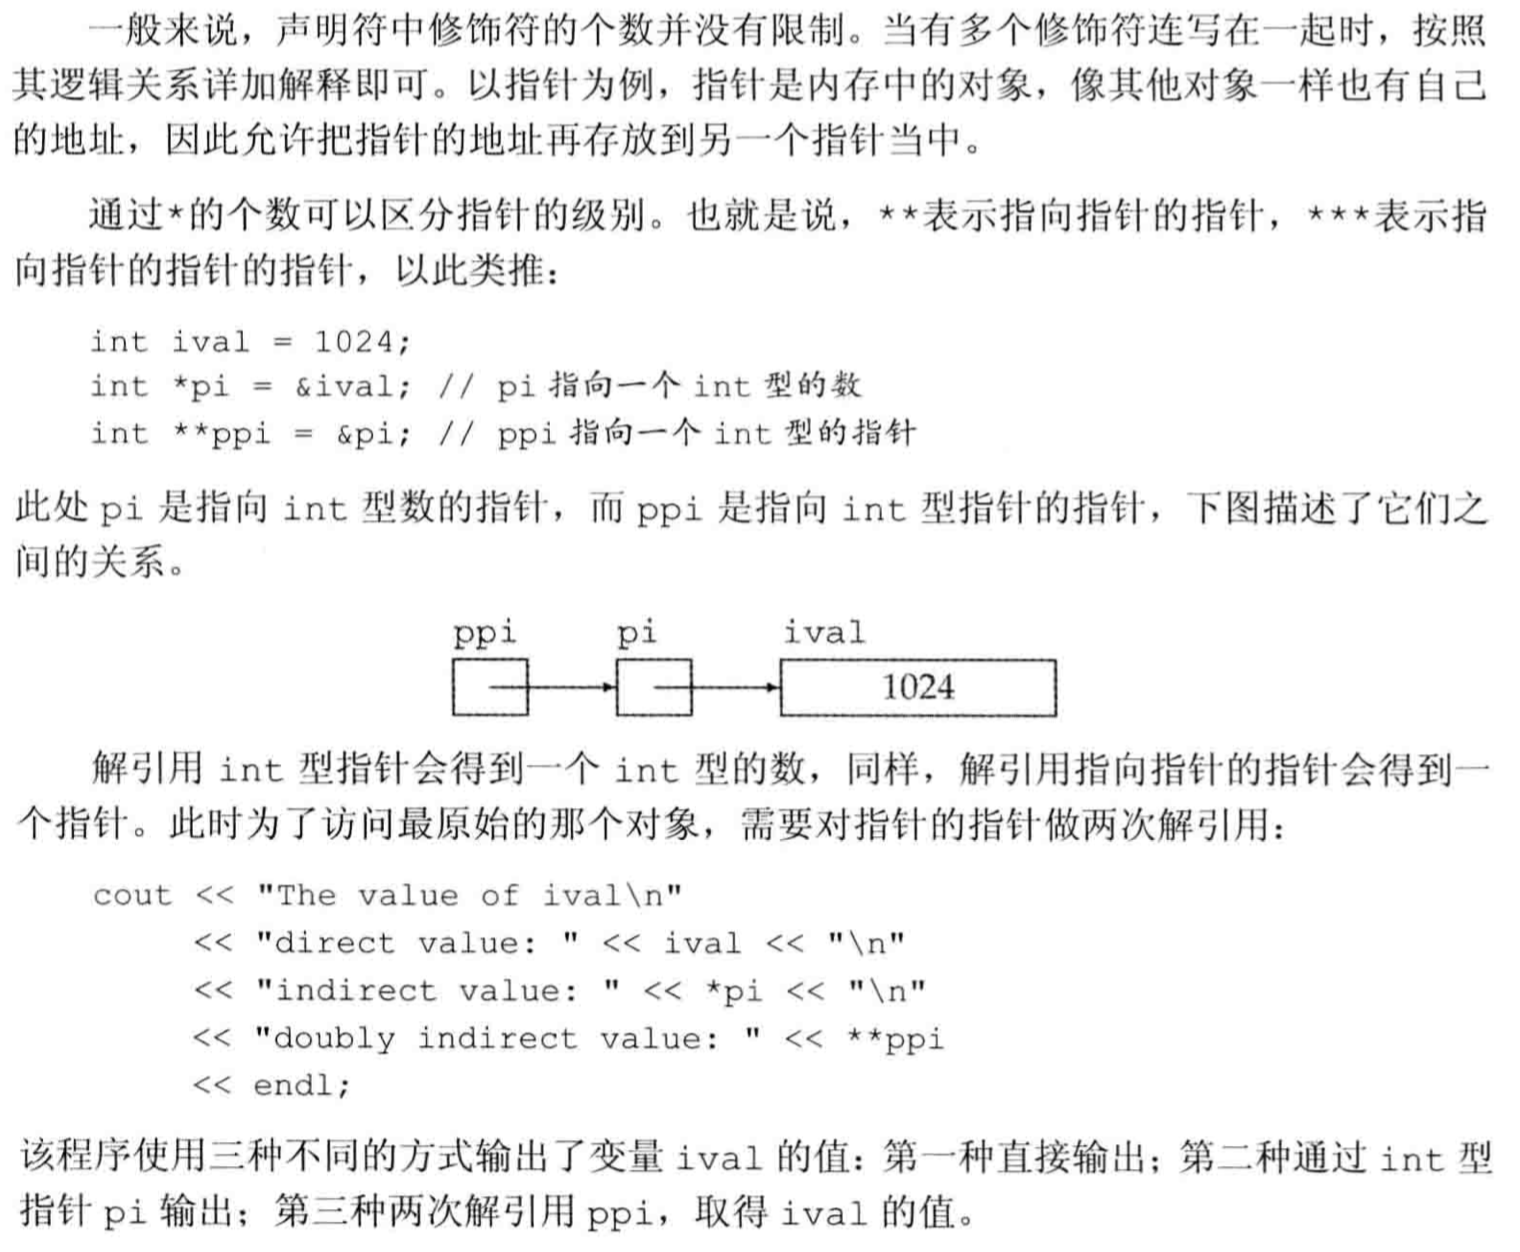 一般来说，声明符中修饰符的个数并没有限制。当有多个修饰符连写在一起时，按照
其逻辑关系详加解释即可。以指针为例，指针是内存中的对象，像其他对象一样也有自己
的地址，因此允许把指针的地址再存放到另一个指针当中。
通过*的个数可以区分指针的级别。也就是说，**表示指向指针的指针，***表示指
向指针的指针的指针，以此类推：
int ival = 1024;
int *pi = &ival; // pi 指向一个 int 型的数
int **ppi = &pi; // ppi 指向一个 int 型的指针
此处 pi 是指向 int 型数的指针，而 ppi 是指向 int 型指针的指针，下图描述了它们之
间的关系。
ppi pi ival
1024
解引用 int 型指针会得到一个 int 型的数，同样，解引用指向指针的指针会得到一
个指针。此时为了访问最原始的那个对象，需要对指针的指针做两次解引用：
cout << "The value of ival\n"
<< "direct value: " << ival << "\n"
<< "indirect value: " << *pi << "\n"
<< "doubly indirect value: " << **ppi
<< endl;
该程序使用三种不同的方式输出了变量 ival 的值：第一种直接输出；第二种通过 int 型
指针 pi 输出；第三种两次解引用 ppi，取得 ival 的值。